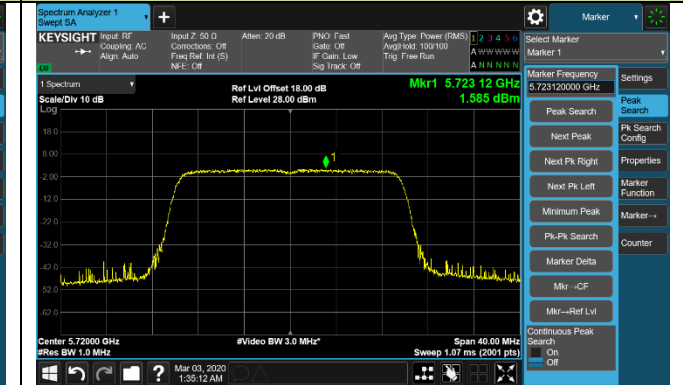 Spectrum Analyzer 1
Swept SA
Marker
KEYSIGHT
Input: RF
Coupling: AC
Align: Auto
Input Z: 50 Ω
Corrections: Off
Freq Ref: Int (S)
NFE: Off
Atten: 20 dB
PNO: Fast
Gate: Off
IF Gain: Low
Sig Track: Off
Avg Type: Power (RMS)
Avg|Hold: 100/100
Trig: Free Run
1 2 3 4 5 6
A W W W W W
A N N N N N
LXI
Select Marker
Marker 1
1 Spectrum
Scale/Div 10 dB
Log
Ref Lvl Offset 18.00 dB
Ref Level 28.00 dBm
Mkr1 5.723 12 GHz
1.585 dBm
18.0
8.00
-2.00
-12.0
-22.0
-32.0
-42.0
-52.0
-62.0
1
Center 5.72000 GHz
#Res BW 1.0 MHz
#Video BW 3.0 MHz*
Span 40.00 MHz
Sweep 1.07 ms (2001 pts)
Mar 03, 2020
1:35:12 AM
Marker Frequency
5.723120000 GHz
Peak Search
Next Peak
Next Pk Right
Next Pk Left
Minimum Peak
Pk-Pk Search
Marker Delta
Mkr→CF
Mkr→Ref Lvl
Continuous Peak
Search
On
Off
Settings
Peak
Search
Pk Search
Config
Properties
Marker
Function
Marker→
Counter